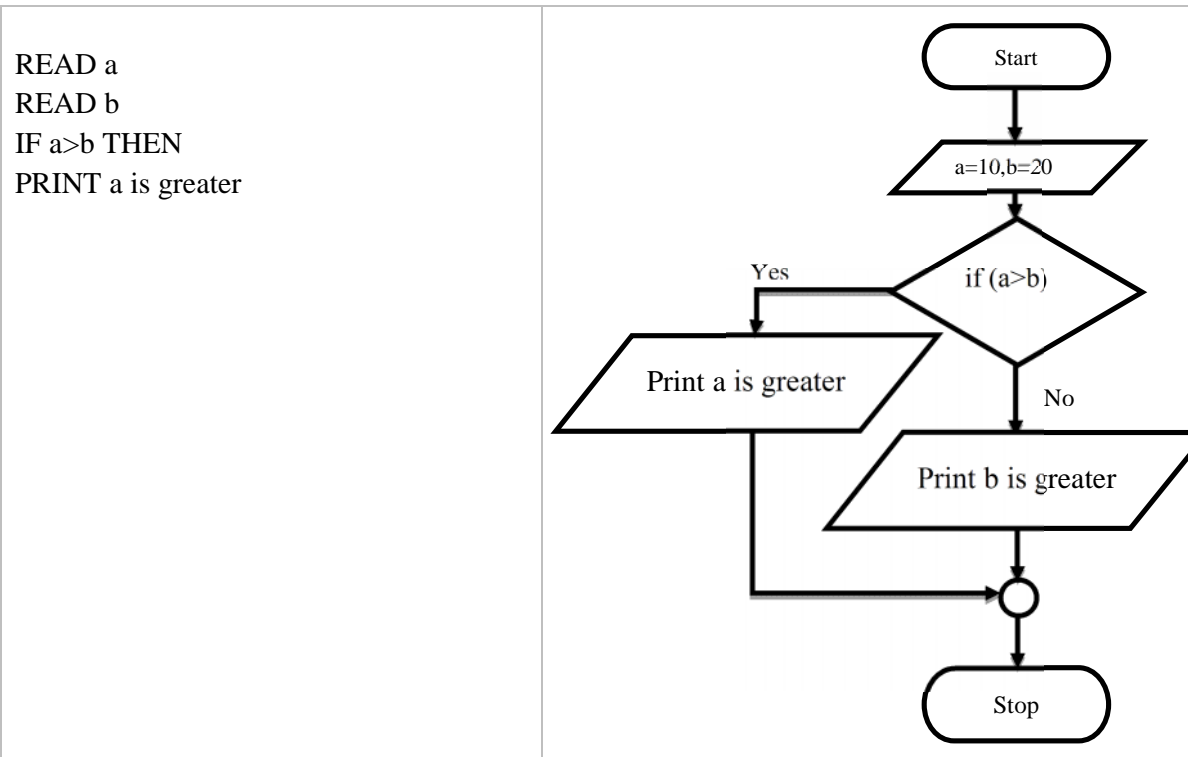 READ a
READ b
IF a>b THEN
PRINT a is greater
Start
a=10,b=20
if (a>b)
Yes
Print a is greater
No
Print b is greater
Stop